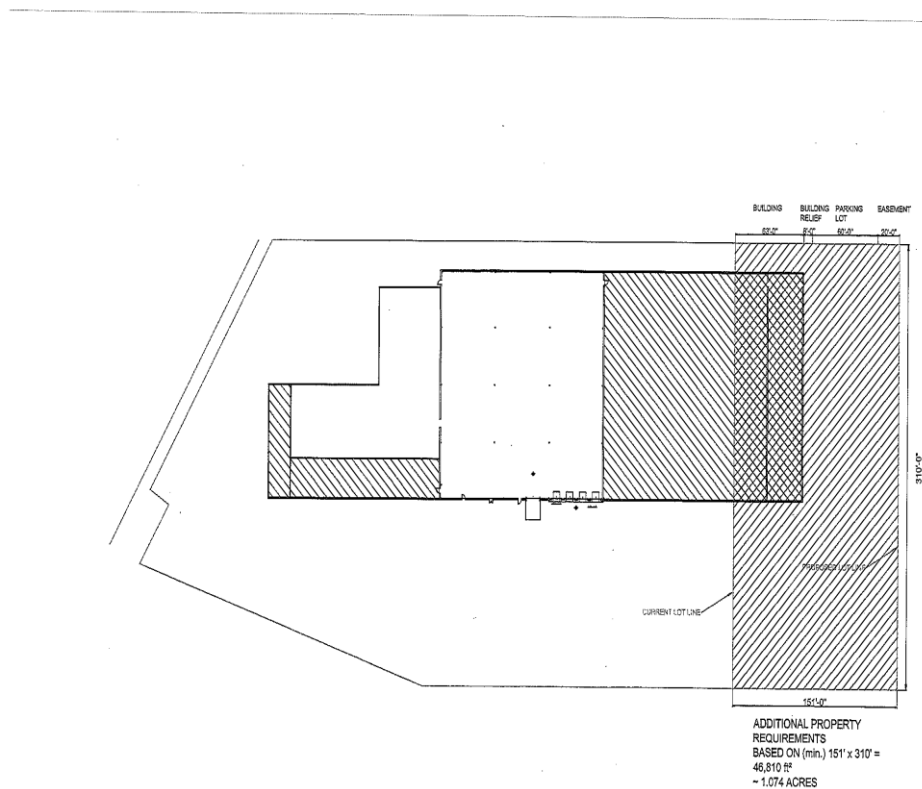 BUILDING
BUILDING RELIEF
PARKING LOT
EASEMENT
63'-0"
8'-0"
60'-0"
20'-0"
310'-0"
PROPOSED LOT LINE
CURRENT LOT LINE
151'-0"
ADDITIONAL PROPERTY
REQUIREMENTS
BASED ON (min.) 151' x 310' =
46,810 ft²
~ 1.074 ACRES